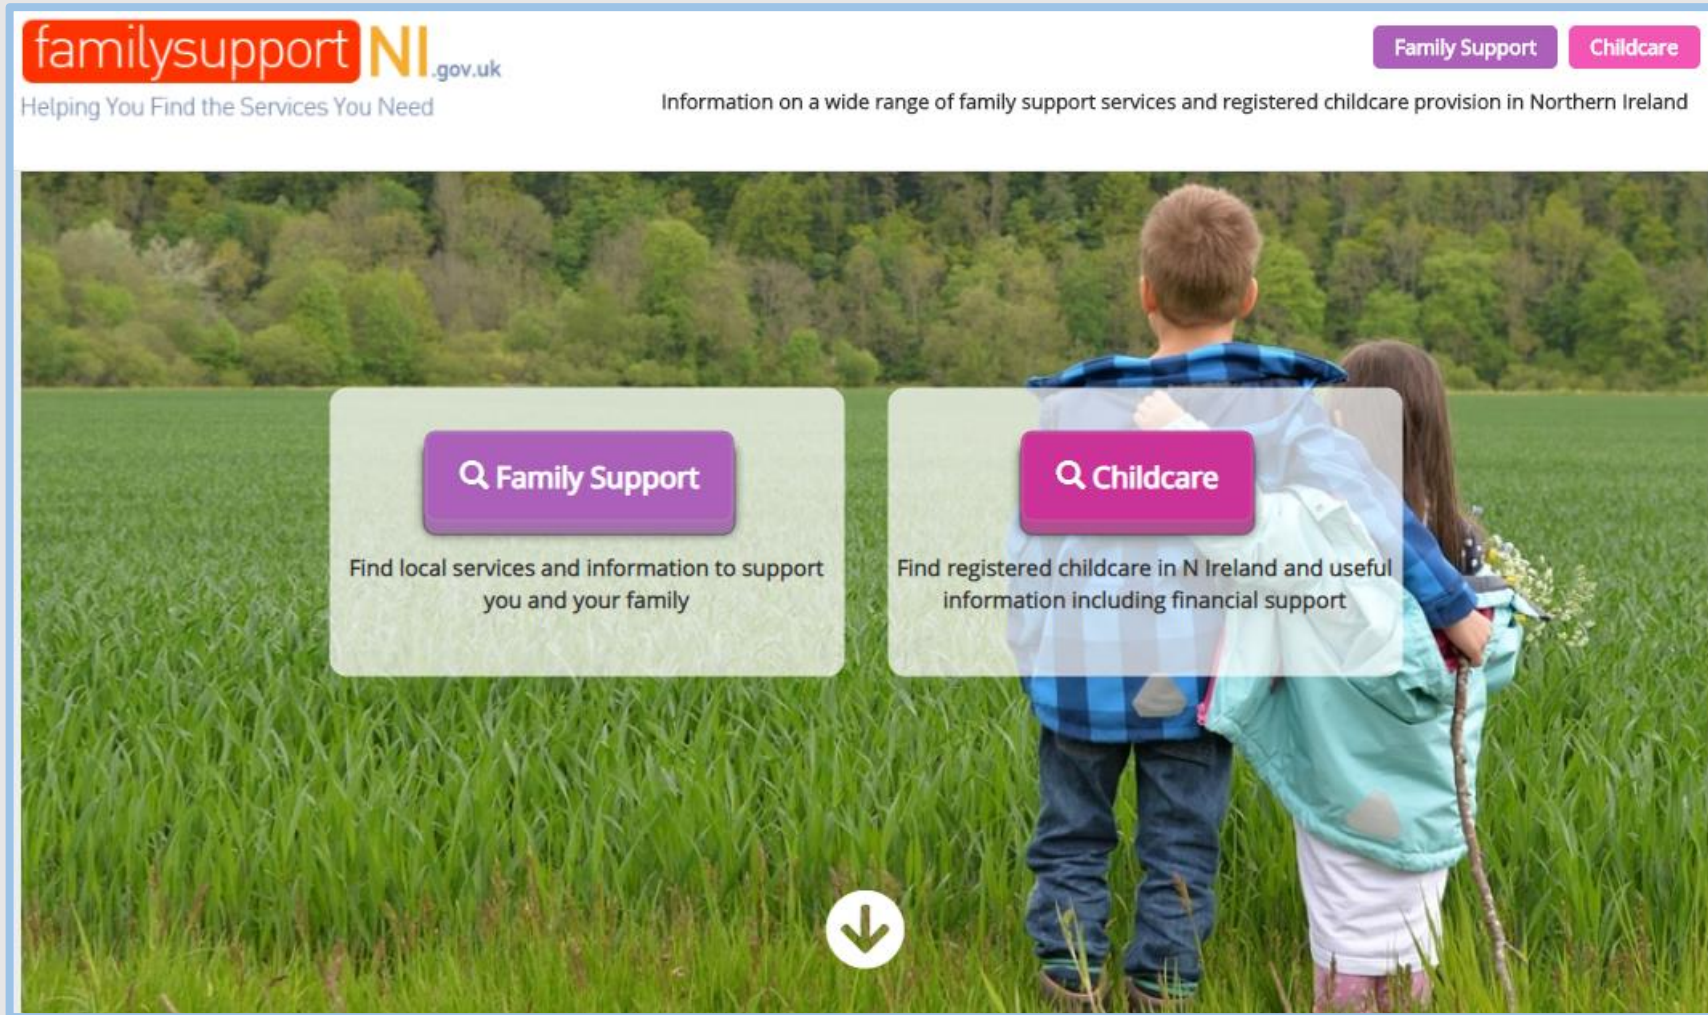 familysupport NI.gov.uk
Helping You Find the Services You Need
Family Support
Childcare
Information on a wide range of family support services and registered childcare provision in Northern Ireland
Family Support
Find local services and information to support
you and your family
Childcare
Find registered childcare in N Ireland and useful
information including financial support